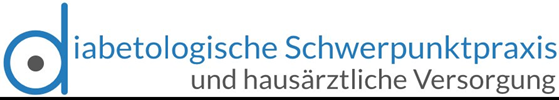 diabetologische Schwerpunktpraxis
und hausärztliche Versorgung